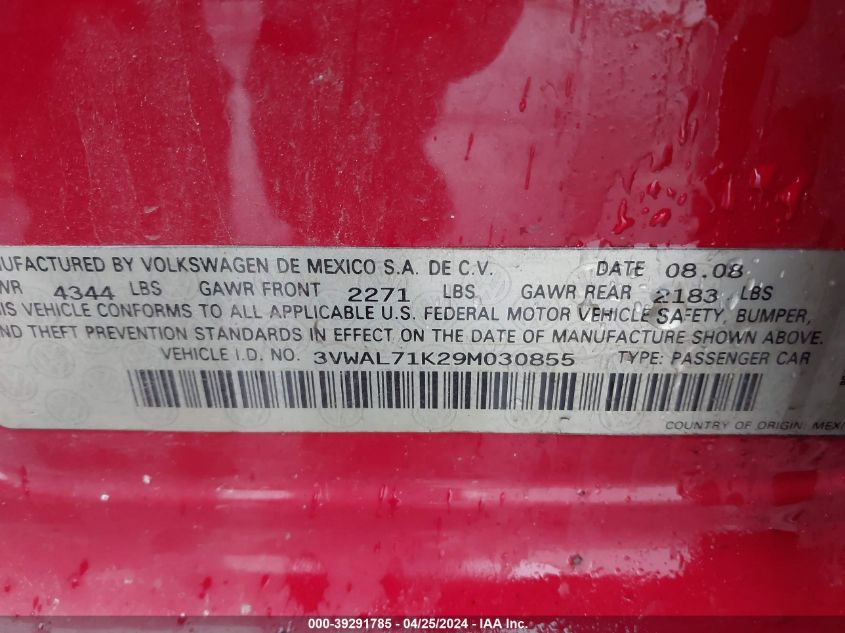 NUFACTURED BY VOLKSWAGEN DE MEXICO S.A. DE C.V. DATE 08.08
NR 4344 LBS GAWR FRONT 2271 LBS GAWR REAR 2183 LBS
IS VEHICLE CONFORMS TO ALL APPLICABLE U.S. FEDERAL MOTOR VEHICLE SAFETY, BUMPER,
ND THEFT PREVENTION STANDARDS IN EFFECT ON THE DATE OF MANUFACTURE SHOWN ABOVE.
VEHICLE I.D. NO. 3VWAL71K29M030855 TYPE: PASSENGER CAR
COUNTRY OF ORIGIN: MEXI
000-39291785 - 04/25/2024 - IAA Inc.